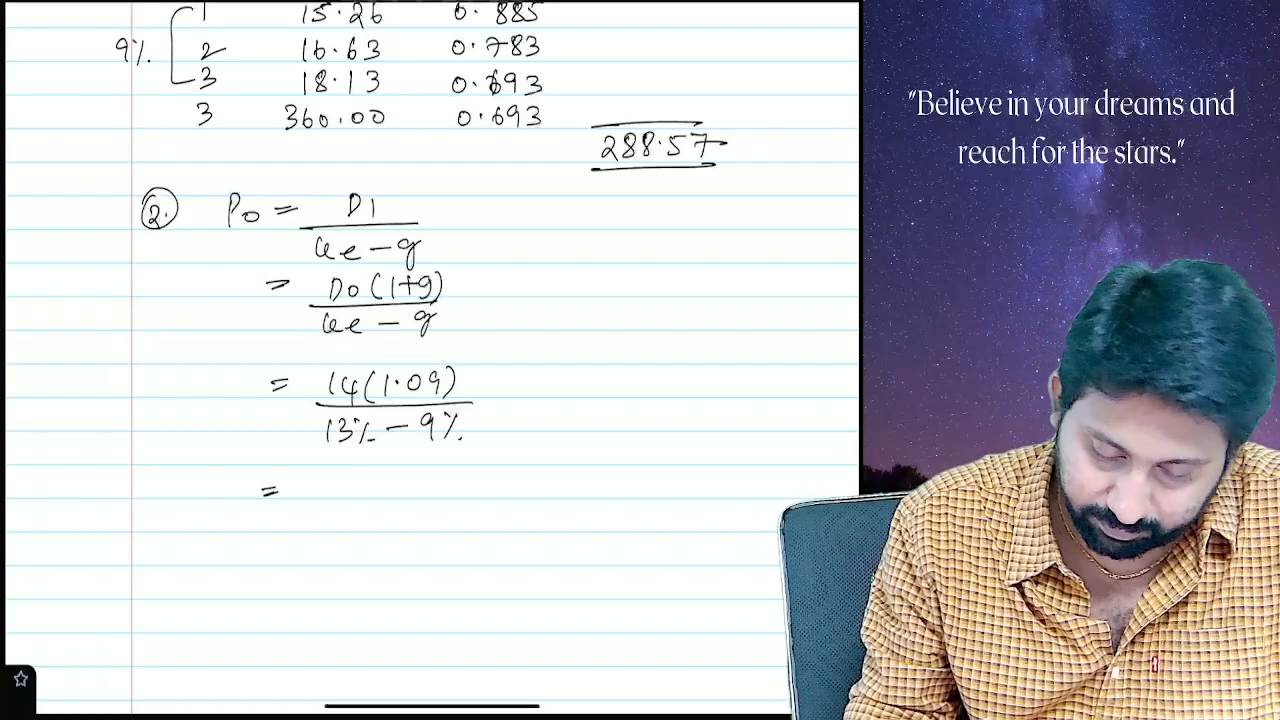 1 15.26 0.885
9% 2 16.63 0.783
3 18.13 0.693
3 360.00 0.693
288.57
2. P0 = D1
ke - g
= D0 (1+g)
ke - g
= 14 (1.09)
13% - 9%
=
"Believe in your dreams and
reach for the stars."